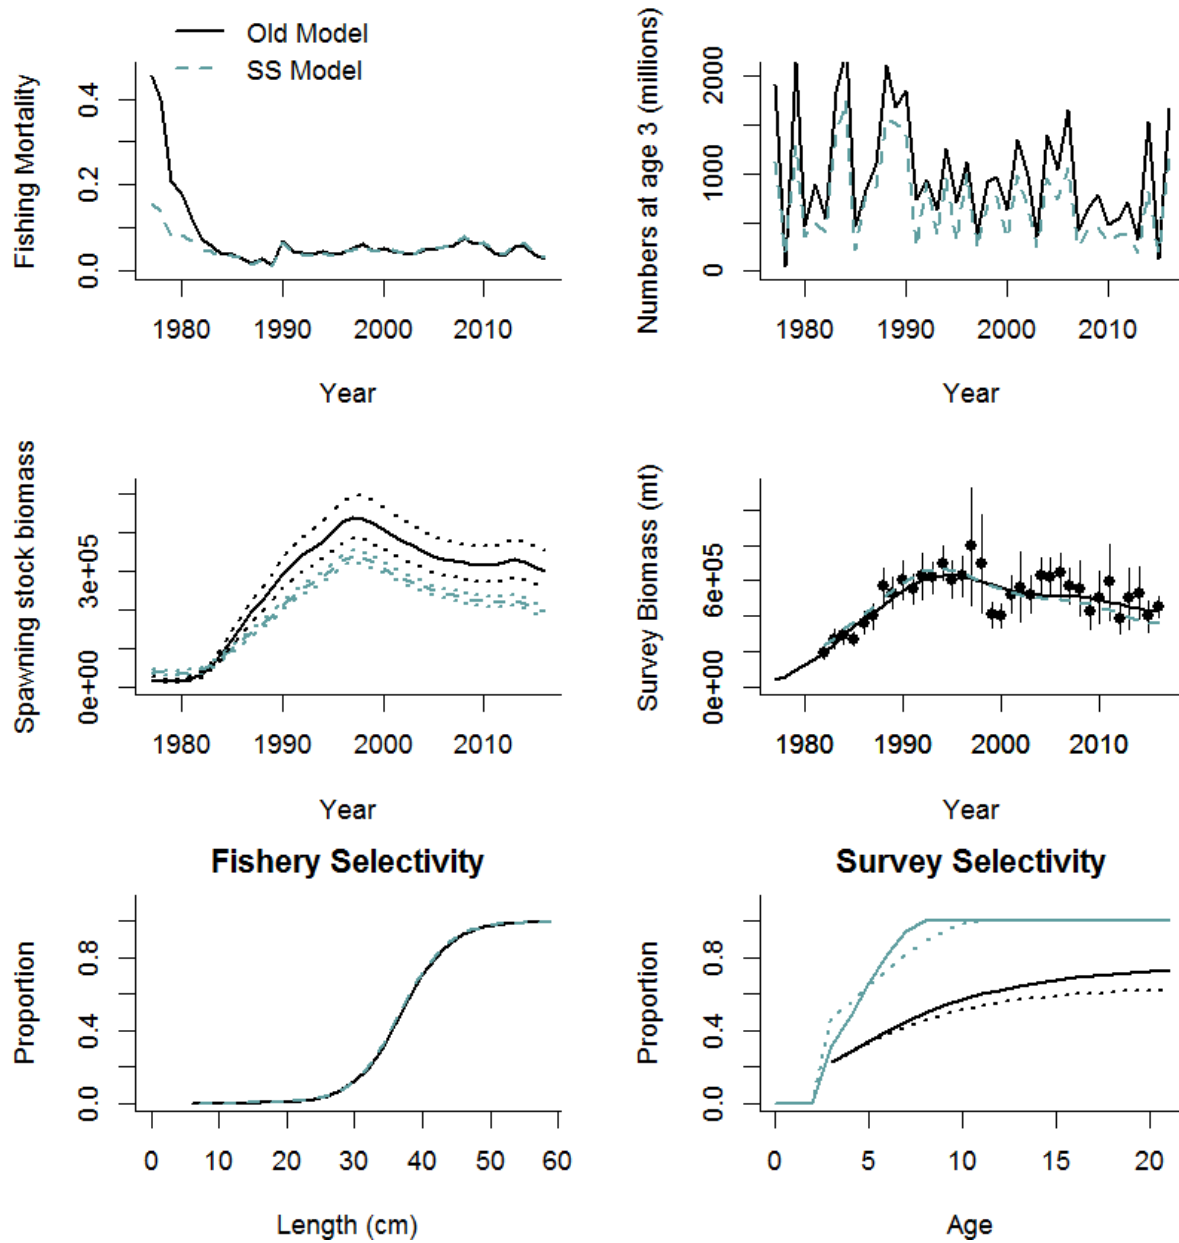 Old Model
SS Model
Fishing Mortality
0.0 0.2 0.4
1980 1990 2000 2010
Year
Numbers at age 3 (millions)
0 1000 2000
1980 1990 2000 2010
Year
Spawning stock biomass
0e+00 3e+05
1980 1990 2000 2010
Year
Survey Biomass (mt)
0e+00 6e+05
1980 1990 2000 2010
Year
Fishery Selectivity
Proportion
0.0 0.4 0.8
0 10 20 30 40 50 60
Length (cm)
Survey Selectivity
Proportion
0.0 0.4 0.8
0 5 10 15 20
Age